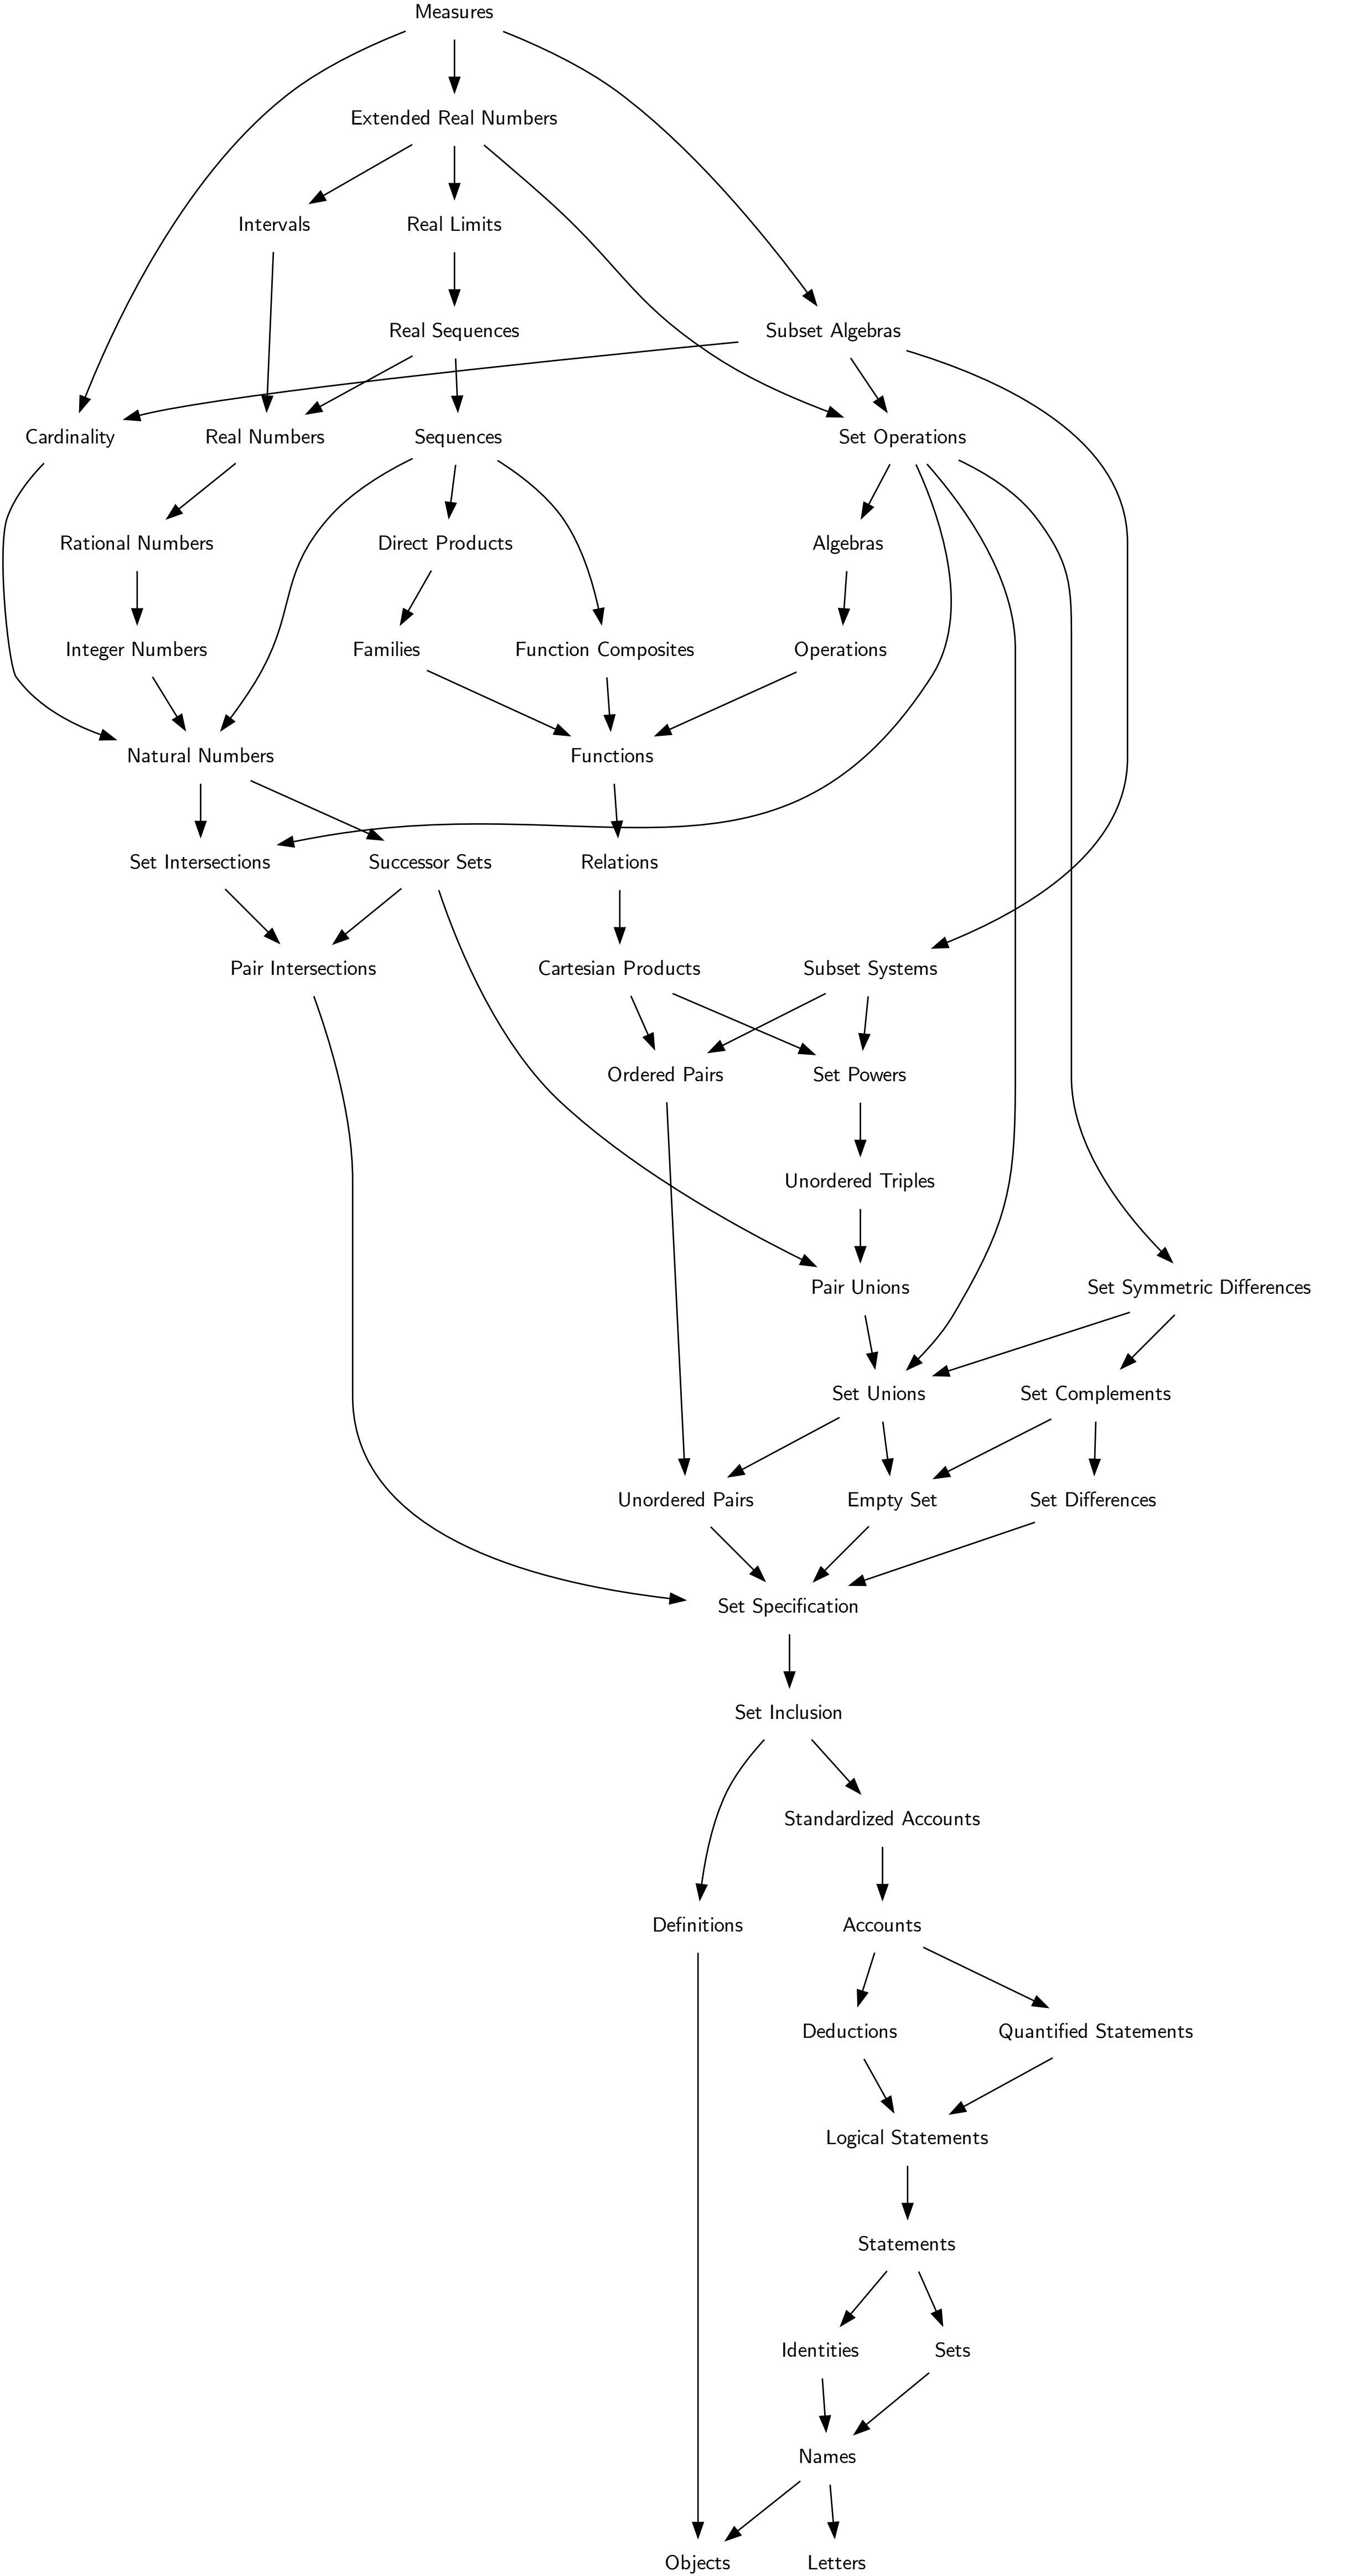 Measures
Extended Real Numbers
Intervals
Real Limits
Real Sequences
Subset Algebras
Cardinality
Real Numbers
Sequences
Set Operations
Rational Numbers
Direct Products
Algebras
Integer Numbers
Families
Function Composites
Operations
Natural Numbers
Functions
Set Intersections
Successor Sets
Relations
Pair Intersections
Cartesian Products
Subset Systems
Ordered Pairs
Set Powers
Unordered Triples
Pair Unions
Set Symmetric Differences
Set Unions
Set Complements
Unordered Pairs
Empty Set
Set Differences
Set Specification
Set Inclusion
Standardized Accounts
Definitions
Accounts
Deductions
Quantified Statements
Logical Statements
Statements
Identities
Sets
Names
Objects
Letters